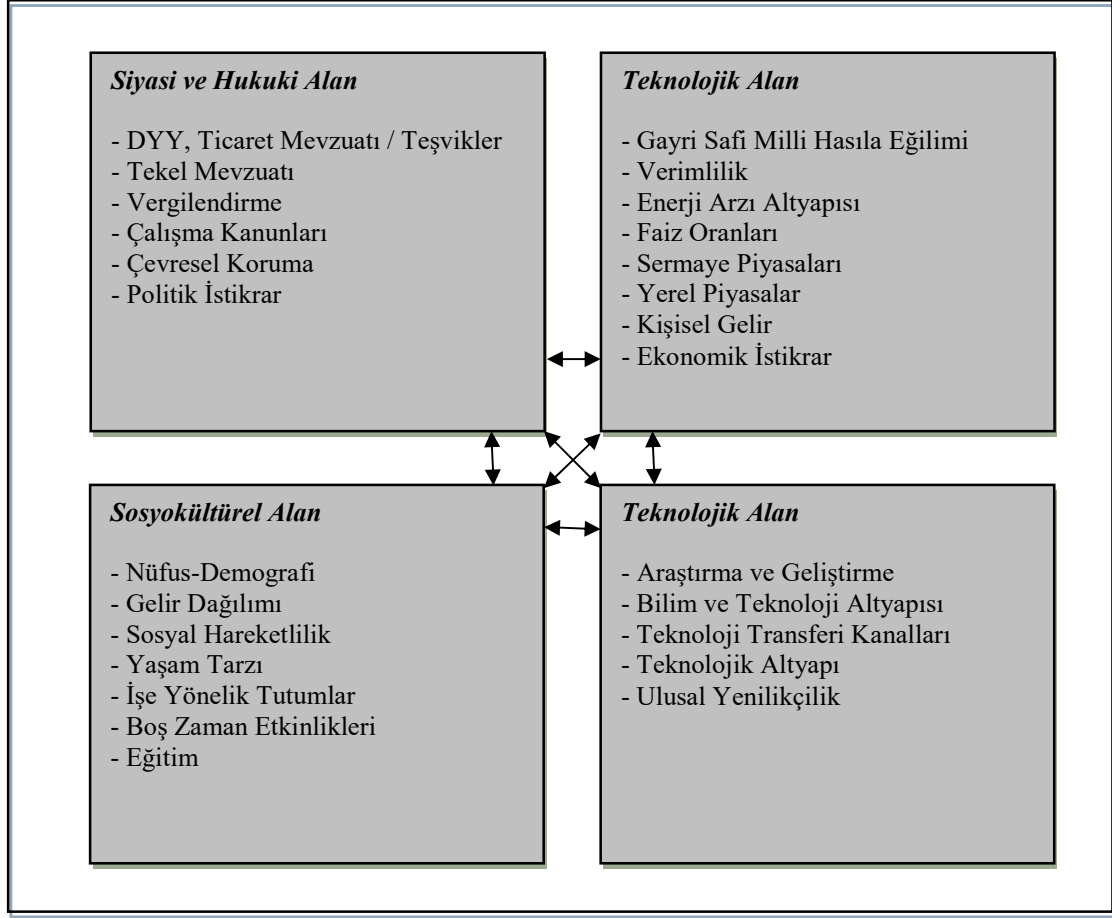 Siyasi ve Hukuki Alan
- DYY, Ticaret Mevzuatı / Teşvikler
- Tekel Mevzuatı
- Vergilendirme
- Çalışma Kanunları
- Çevresel Koruma
- Politik İstikrar
Teknolojik Alan
- Gayri Safi Milli Hasıla Eğilimi
- Verimlilik
- Enerji Arzı Altyapısı
- Faiz Oranları
- Sermaye Piyasaları
- Yerel Piyasalar
- Kişisel Gelir
- Ekonomik İstikrar
Sosyokültürel Alan
- Nüfus-Demografi
- Gelir Dağılımı
- Sosyal Hareketlilik
- Yaşam Tarzı
- İşe Yönelik Tutumlar
- Boş Zaman Etkinlikleri
- Eğitim
Teknolojik Alan
- Araştırma ve Geliştirme
- Bilim ve Teknoloji Altyapısı
- Teknoloji Transferi Kanalları
- Teknolojik Altyapı
- Ulusal Yenilikçilik